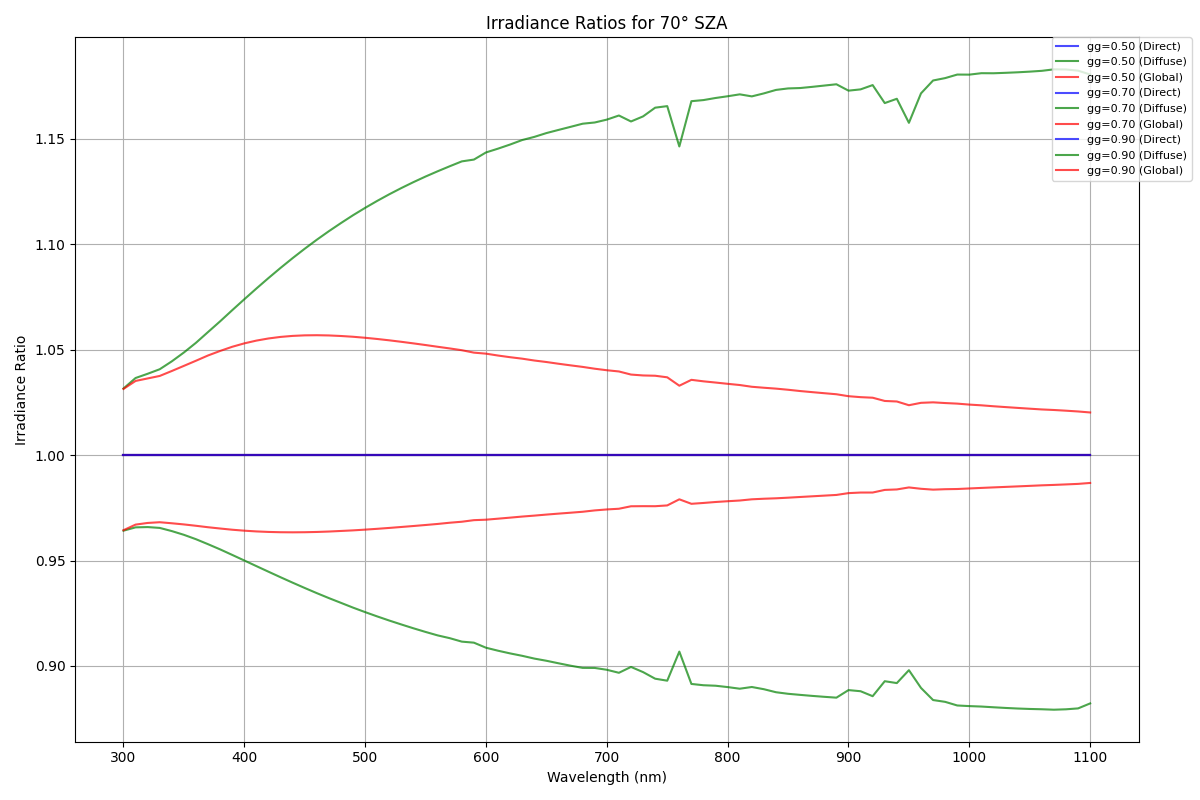 Irradiance Ratios for 70° SZA
gg=0.50 (Direct)
gg=0.50 (Diffuse)
gg=0.50 (Global)
gg=0.70 (Direct)
gg=0.70 (Diffuse)
gg=0.70 (Global)
gg=0.90 (Direct)
gg=0.90 (Diffuse)
gg=0.90 (Global)
Irradiance Ratio
1.15
1.10
1.05
1.00
0.95
0.90
300 400 500 600 700 800 900 1000 1100
Wavelength (nm)